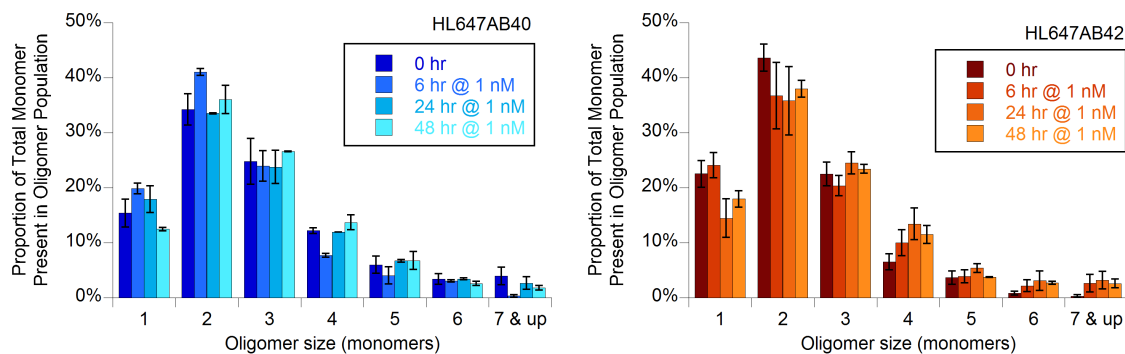 HL647AB40
Proportion of Total Monomer
Present in Oligomer Population
50%
40%
30%
20%
10%
0%
0 hr
6 hr @ 1 nM
24 hr @ 1 nM
48 hr @ 1 nM
1 2 3 4 5 6 7 & up
Oligomer size (monomers)
HL647AB42
Proportion of Total Monomer
Present in Oligomer Population
50%
40%
30%
20%
10%
0%
0 hr
6 hr @ 1 nM
24 hr @ 1 nM
48 hr @ 1 nM
1 2 3 4 5 6 7 & up
Oligomer size (monomers)